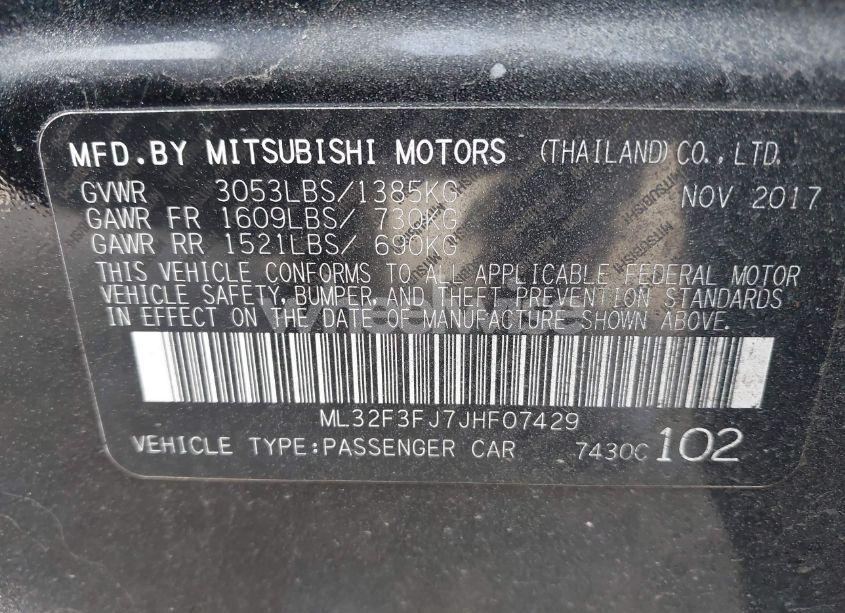 MFD.BY MITSUBISHI MOTORS (THAILAND)CO.,LTD.
GVWR 3053LBS/1385KG NOV 2017
GAWR FR 1609LBS/ 730KG
GAWR RR 1521LBS/ 690KG
THIS VEHICLE CONFORMS TO ALL APPLICABLE FEDERAL MOTOR
VEHICLE SAFETY, BUMPER, AND THEFT PREVENTION STANDARDS
IN EFFECT ON THE DATE OF MANUFACTURE SHOWN ABOVE.
ML32F3FJ7JHF07429
VEHICLE TYPE:PASSENGER CAR 7430C 102